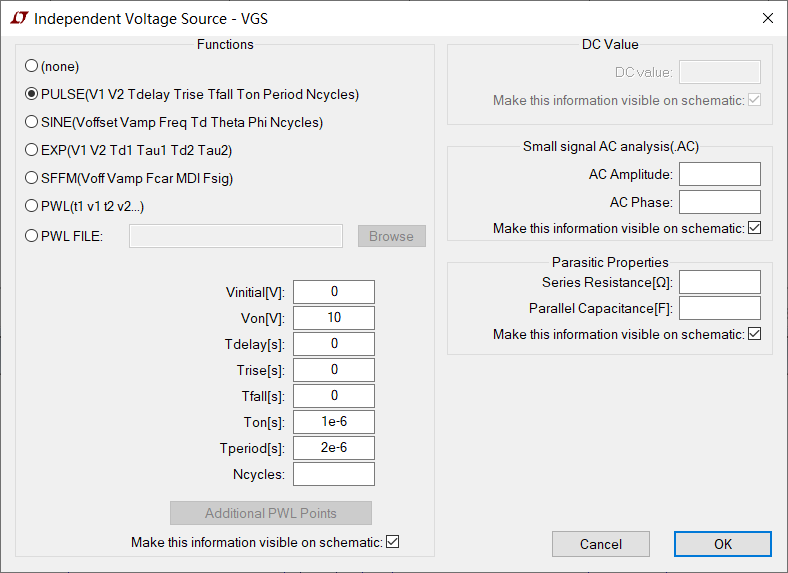 Independent Voltage Source - VGS
Functions
(none)
PULSE(V1 V2 Tdelay Trise Tfall Ton Period Ncycles)
SINE(Voffset Vamp Freq Td Theta Phi Ncycles)
EXP(V1 V2 Td1 Tau1 Td2 Tau2)
SFFM(Voff Vamp Fcar MDI Fsig)
PWL(t1 v1 t2 v2...)
PWL FILE: Browse
Vinitial[V]: 0
Von[V]: 10
Tdelay[s]: 0
Trise[s]: 0
Tfall[s]: 0
Ton[s]: 1e-6
Tperiod[s]: 2e-6
Ncycles:
Additional PWL Points
Make this information visible on schematic:
DC Value
DC value:
Make this information visible on schematic:
Small signal AC analysis(.AC)
AC Amplitude:
AC Phase:
Make this information visible on schematic:
Parasitic Properties
Series Resistance[Ω]:
Parallel Capacitance[F]:
Make this information visible on schematic:
Cancel OK